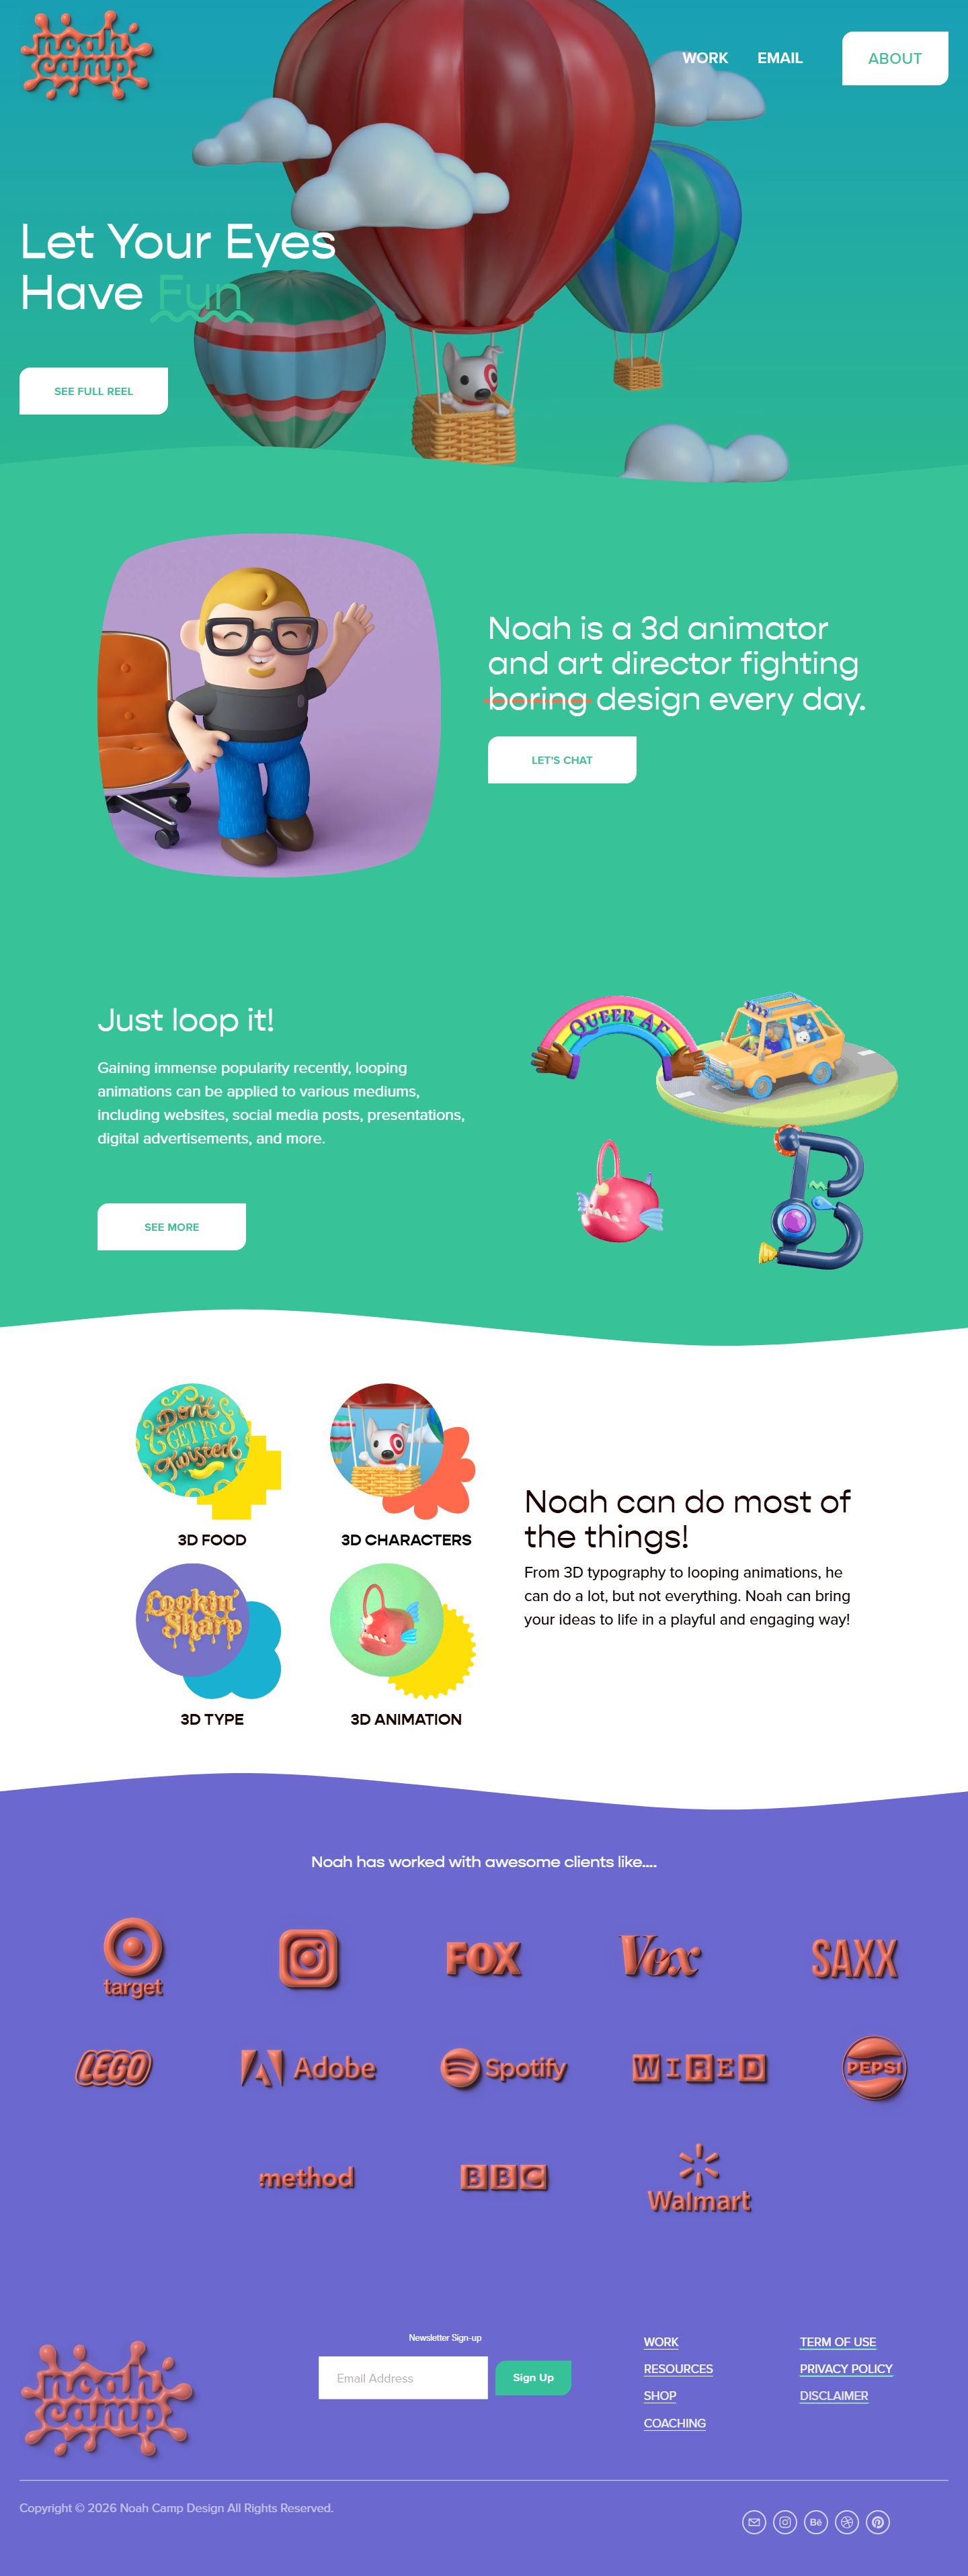 noah
camp
WORK
EMAIL
ABOUT
Let Your Eyes
Have Fun
SEE FULL REEL
Noah is a 3d animator
and art director fighting
boring design every day.
LET'S CHAT
Just loop it!
Gaining immense popularity recently, looping
animations can be applied to various mediums,
including websites, social media posts, presentations,
digital advertisements, and more.
SEE MORE
QUEER AF
B
Don't
GET IT
Twisted
3D FOOD
3D CHARACTERS
Lookin'
Sharp
3D TYPE
3D ANIMATION
Noah can do most of
the things!
From 3D typography to looping animations, he
can do a lot, but not everything. Noah can bring
your ideas to life in a playful and engaging way!
Noah has worked with awesome clients like....
target
FOX
Vox
SAXX
LEGO
Adobe
Spotify
WIRED
PEPSI
method
BBC
Walmart
noah
camp
Newsletter Sign-up
Email Address
Sign Up
WORK
RESOURCES
SHOP
COACHING
TERM OF USE
PRIVACY POLICY
DISCLAIMER
Copyright © 2026 Noah Camp Design All Rights Reserved.
Bē